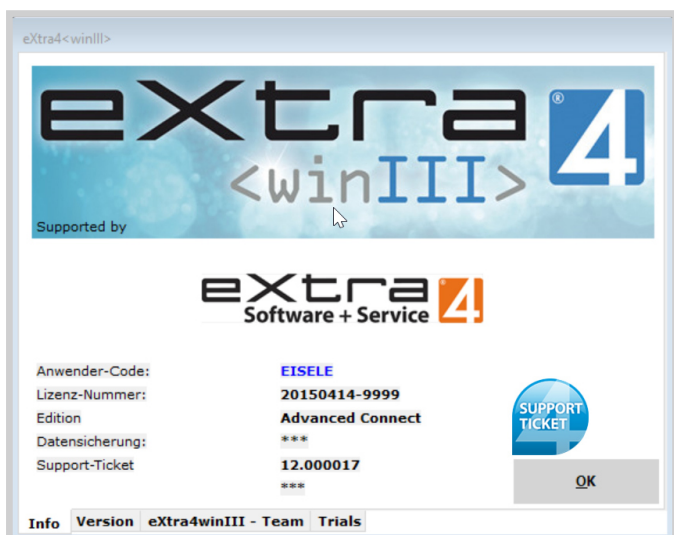 eXtra4<winIII>
eXtra 4®
<winIII>
Supported by
eXtra 4
Software + Service
Anwender-Code: EISELE
Lizenz-Nummer: 20150414-9999
Edition Advanced Connect
Datensicherung: ***
Support-Ticket 12.000017
***
SUPPORT
TICKET
OK
Info Version eXtra4winIII - Team Trials